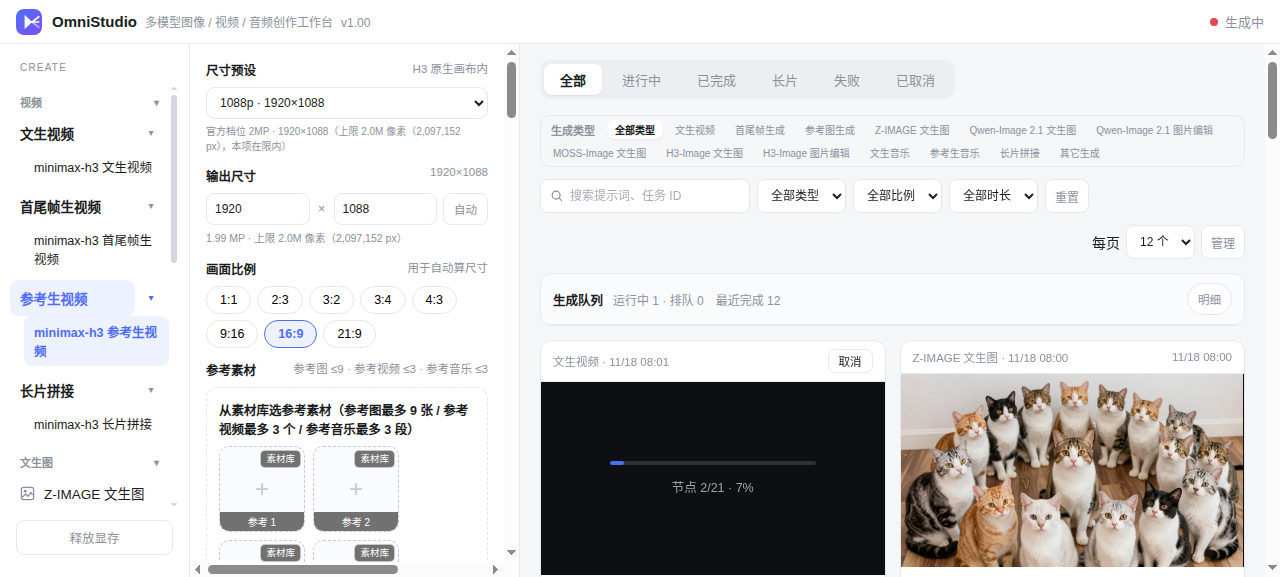 OmniStudio 多模型图像 / 视频 / 音频创作工作台 v1.00
生成中
CREATE
视频
文生视频
minimax-h3 文生视频
首尾帧生视频
minimax-h3 首尾帧生
视频
参考生视频
minimax-h3 参考生视
频
长片拼接
minimax-h3 长片拼接
文生图
Z-IMAGE 文生图
释放显存
尺寸预设 H3 原生画布内
1088p · 1920×1088
官方档位 2MP · 1920×1088（上限 2.0M 像素（2,097,152
px），本项在限内）
输出尺寸 1920×1088
1920 × 1088 自动
1.99 MP · 上限 2.0M 像素（2,097,152 px）
画面比例 用于自动算尺寸
1:1 2:3 3:2 3:4 4:3
9:16 16:9 21:9
参考素材 参考图 ≤9 · 参考视频 ≤3 · 参考音乐 ≤3
从素材库选参考素材（参考图最多 9 张 / 参考
视频最多 3 个 / 参考音乐最多 3 段）
素材库 素材库
参考 1 参考 2
素材库 素材库
全部 进行中 已完成 长片 失败 已取消
生成类型 全部类型 文生视频 首尾帧生成 参考图生成 Z-IMAGE 文生图 Qwen-Image 2.1 文生图 Qwen-Image 2.1 图片编辑
MOSS-Image 文生图 H3-Image 文生图 H3-Image 图片编辑 文生音乐 参考生音乐 长片拼接 其它生成
搜索提示词、任务 ID 全部类型 全部比例 全部时长 重置
每页 12 个 管理
生成队列 运行中 1 · 排队 0 最近完成 12 明细
文生视频 · 11/18 08:01 取消
节点 2/21 · 7%
Z-IMAGE 文生图 · 11/18 08:00 11/18 08:00